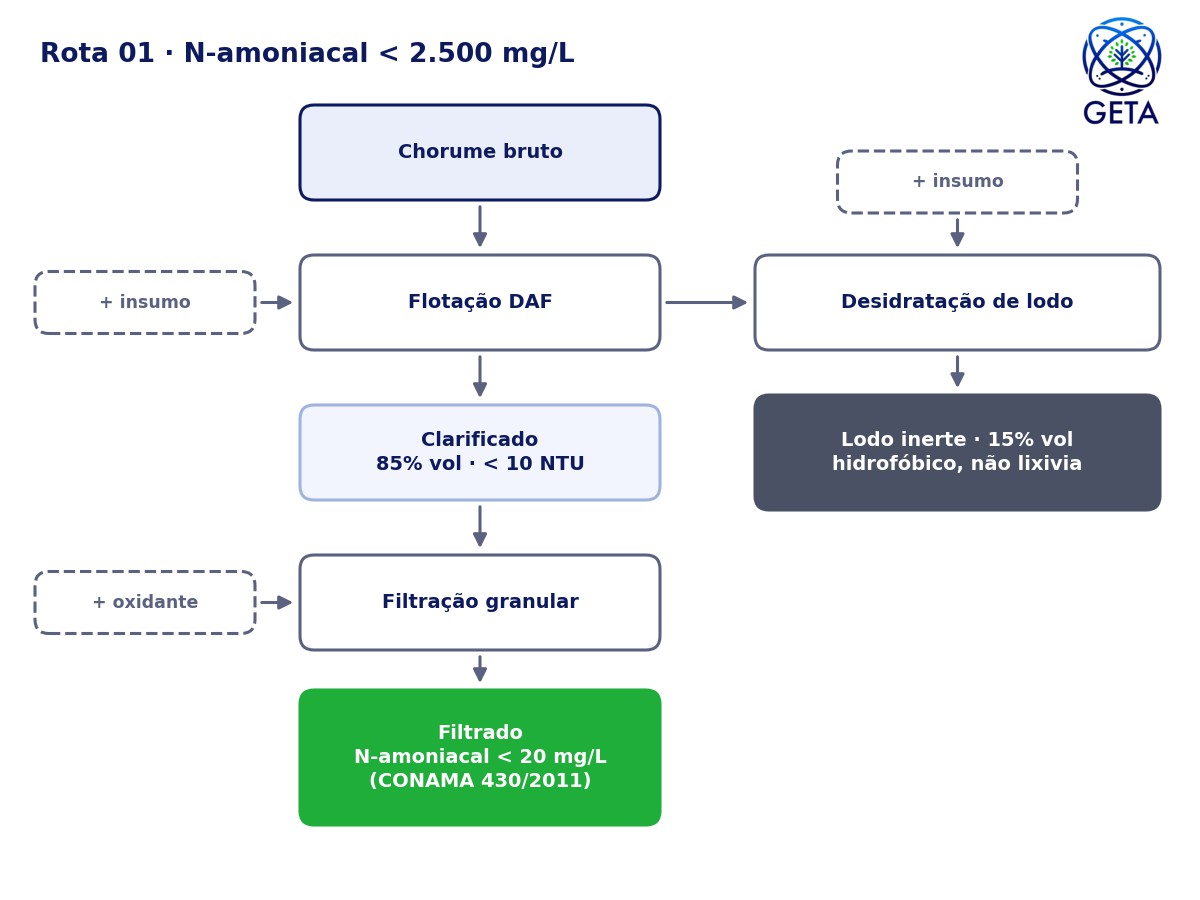 Rota 01 · N-amoniacal < 2.500 mg/L
GETA
Chorume bruto
+ insumo
+ insumo
Flotação DAF
Desidratação de lodo
Clarificado
85% vol · < 10 NTU
Lodo inerte · 15% vol
hidrofóbico, não lixivia
+ oxidante
Filtração granular
Filtrado
N-amoniacal < 20 mg/L
(CONAMA 430/2011)